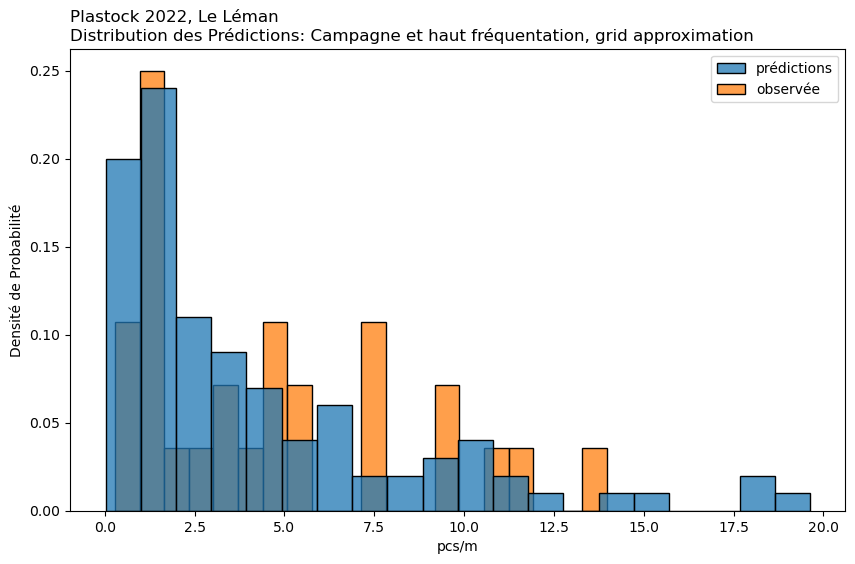 Plastock 2022, Le Léman
Distribution des Prédictions: Campagne et haut fréquentation, grid approximation
prédictions
observée
Densité de Probabilité
0.25
0.20
0.15
0.10
0.05
0.00
0.0 2.5 5.0 7.5 10.0 12.5 15.0 17.5 20.0
pcs/m